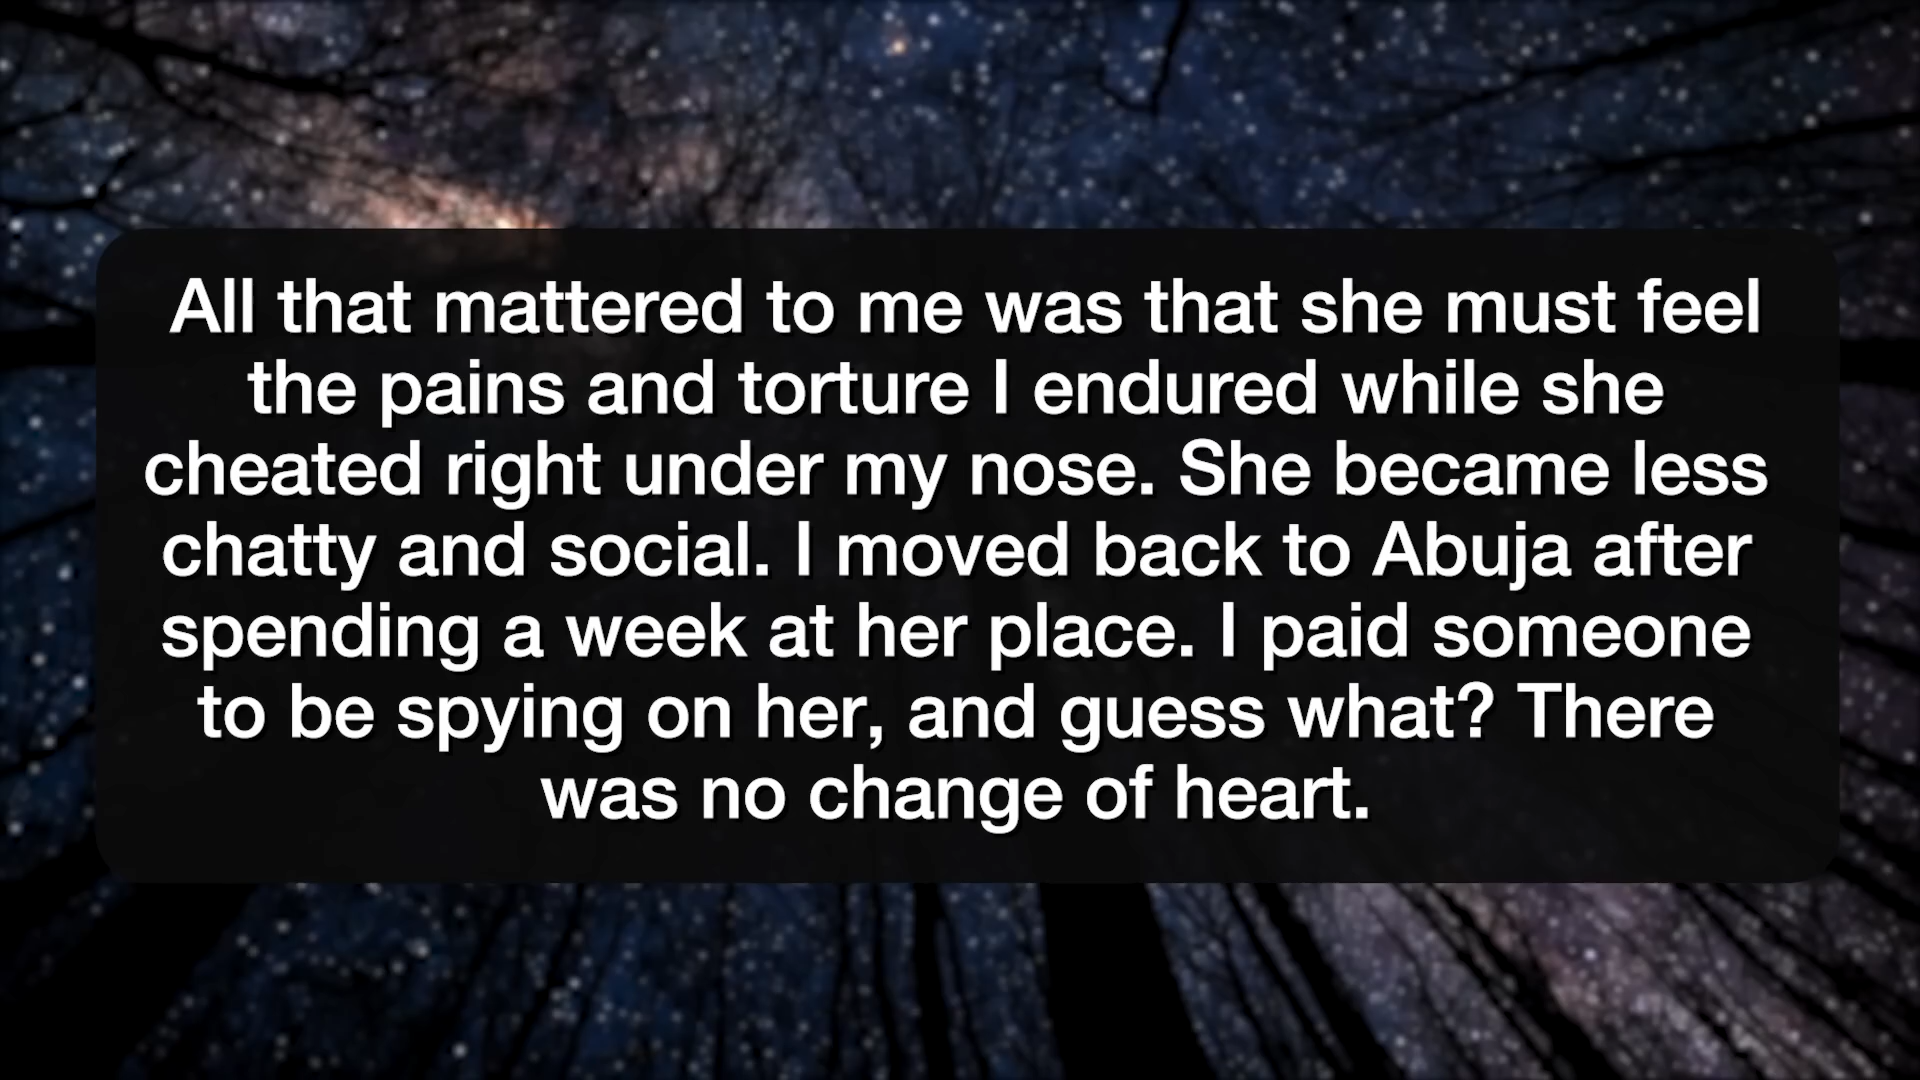 All that mattered to me was that she must feel
the pains and torture I endured while she
cheated right under my nose. She became less
chatty and social. I moved back to Abuja after
spending a week at her place. I paid someone
to be spying on her, and guess what? There
was no change of heart.